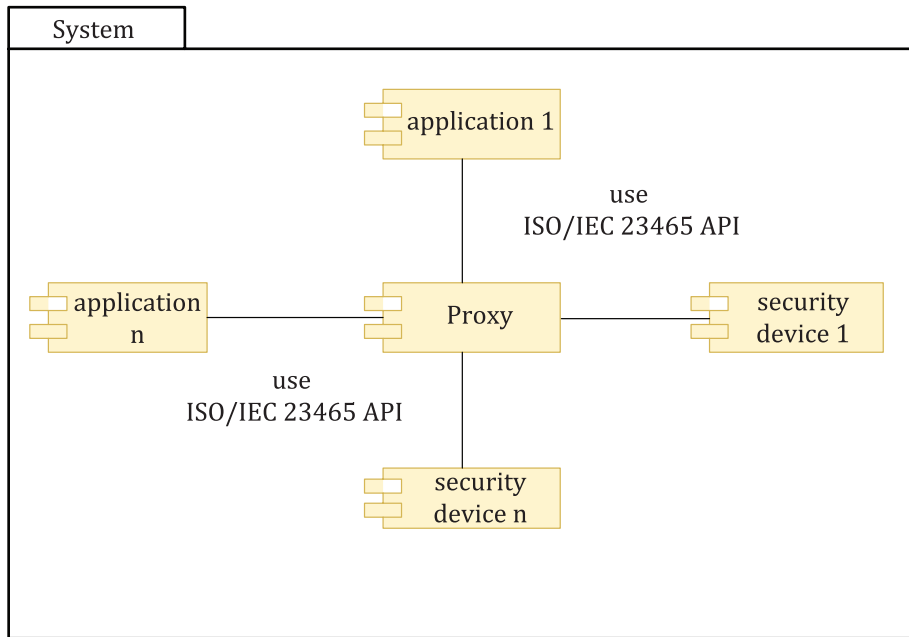 System
application 1
use
ISO/IEC 23465 API
application
n
Proxy
security
device 1
use
ISO/IEC 23465 API
security
device n